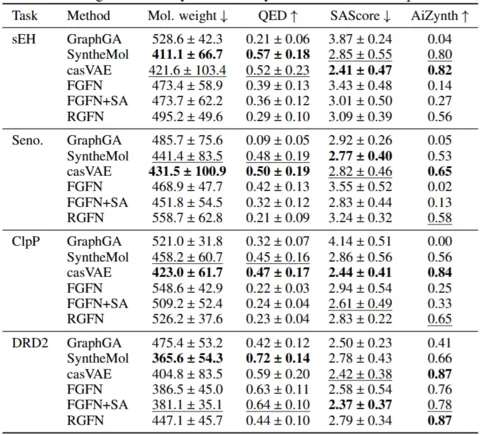 Task Method Mol. weight ↓ QED ↑ SAScore ↓ AiZynth ↑
sEH GraphGA 528.6 ± 42.3 0.21 ± 0.06 3.87 ± 0.24 0.04
SyntheMol 411.1 ± 66.7 0.57 ± 0.18 2.85 ± 0.55 0.80
casVAE 421.6 ± 103.4 0.52 ± 0.23 2.41 ± 0.47 0.82
FGFN 473.4 ± 58.9 0.39 ± 0.13 3.43 ± 0.48 0.14
FGFN+SA 473.7 ± 62.2 0.36 ± 0.12 3.01 ± 0.50 0.27
RGFN 495.2 ± 49.6 0.29 ± 0.10 3.09 ± 0.39 0.56
Seno. GraphGA 485.7 ± 75.6 0.09 ± 0.05 2.92 ± 0.26 0.05
SyntheMol 441.4 ± 83.5 0.48 ± 0.19 2.77 ± 0.40 0.53
casVAE 431.5 ± 100.9 0.50 ± 0.19 2.82 ± 0.46 0.65
FGFN 468.9 ± 47.7 0.42 ± 0.13 3.55 ± 0.52 0.02
FGFN+SA 451.8 ± 54.5 0.32 ± 0.12 2.83 ± 0.44 0.13
RGFN 558.7 ± 62.8 0.21 ± 0.09 3.24 ± 0.32 0.58
ClpP GraphGA 521.0 ± 31.8 0.32 ± 0.07 4.14 ± 0.51 0.00
SyntheMol 458.2 ± 60.7 0.45 ± 0.16 2.86 ± 0.56 0.56
casVAE 423.0 ± 61.7 0.47 ± 0.17 2.44 ± 0.41 0.84
FGFN 548.6 ± 42.9 0.22 ± 0.03 2.94 ± 0.54 0.25
FGFN+SA 509.2 ± 52.4 0.24 ± 0.04 2.61 ± 0.49 0.33
RGFN 526.2 ± 37.6 0.23 ± 0.04 2.83 ± 0.22 0.65
DRD2 GraphGA 475.4 ± 53.2 0.42 ± 0.12 2.50 ± 0.23 0.41
SyntheMol 365.6 ± 54.3 0.72 ± 0.14 2.78 ± 0.43 0.66
casVAE 404.8 ± 83.5 0.59 ± 0.20 2.42 ± 0.38 0.87
FGFN 386.5 ± 45.0 0.63 ± 0.11 2.58 ± 0.54 0.76
FGFN+SA 381.1 ± 35.1 0.64 ± 0.10 2.37 ± 0.37 0.78
RGFN 447.1 ± 45.7 0.44 ± 0.10 2.79 ± 0.34 0.87